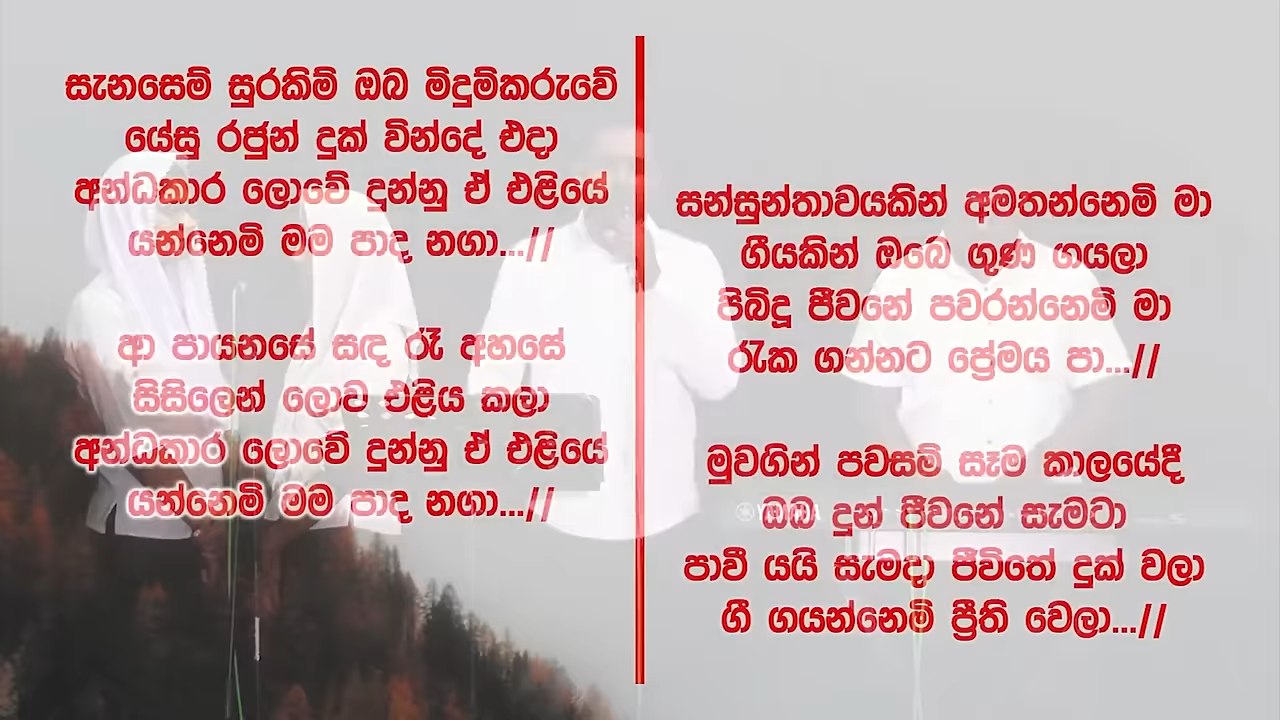 සැනසෙම් සුරකිම් ඔබ මිදුම්කරුවේ
යේසු රජුන් දුක් වින්දේ එදා
අන්ධකාර ලොවේ දුන්නු ඒ එළියේ
යන්නෙමි මම පාද නගා...//
ආ පායනසේ සඳ රෑ අහසේ
සිසිලෙන් ලොව එළිය කලා
අන්ධකාර ලොවේ දුන්නු ඒ එළියේ
යන්නෙමි මම පාද නගා...//
සන්සුන්තාවයකින් අමතන්නෙමි මා
ගීයකින් ඔබේ ගුණ ගයලා
පිබිදූ ජීවනේ පවරන්නෙමි මා
රැක ගන්නට ප්‍රේමය පා...//
මුවගින් පවසමි සෑම කාලයේදී
ඔබ දුන් ජීවනේ සැමටා
පාවී යයි සැමදා ජීවිතේ දුක් වලා
ගී ගයන්නෙමි ප්‍රීති වෙලා...//
YAMAHA